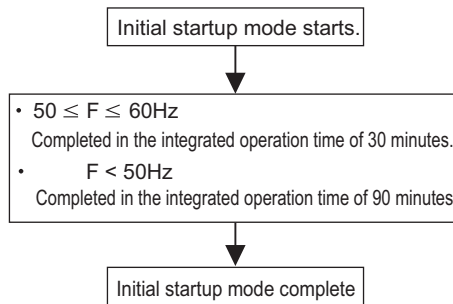 Initial startup mode starts.
· 50 ≤ F ≤ 60Hz
Completed in the integrated operation time of 30 minutes.
· F < 50Hz
Completed in the integrated operation time of 90 minutes
Initial startup mode complete